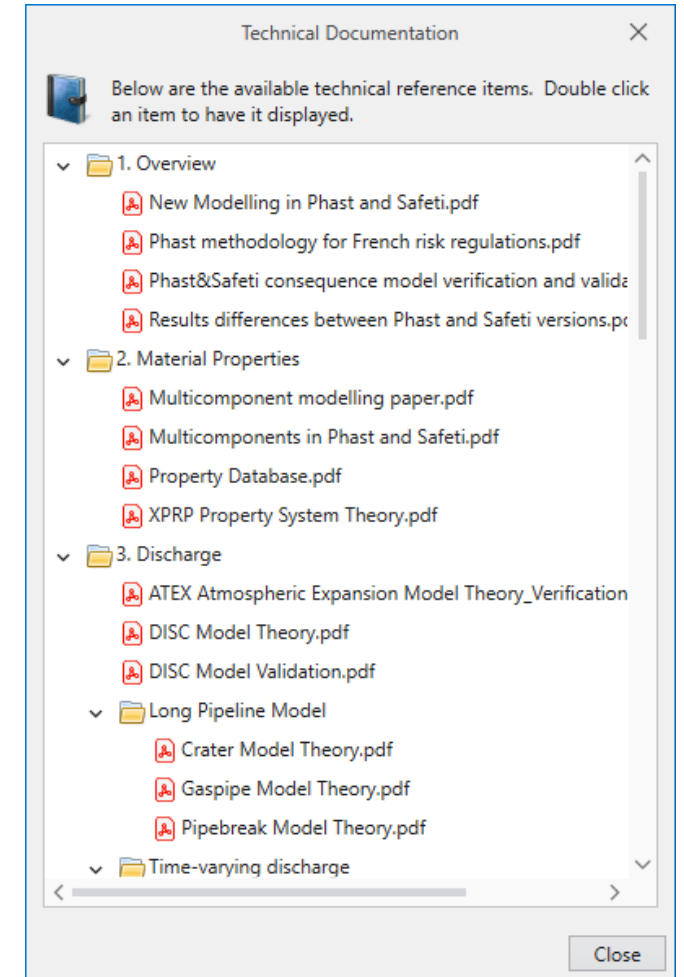 Technical Documentation
Below are the available technical reference items. Double click
an item to have it displayed.
1. Overview
New Modelling in Phast and Safeti.pdf
Phast methodology for French risk regulations.pdf
Phast&Safeti consequence model verification and valida
Results differences between Phast and Safeti versions.pd
2. Material Properties
Multicomponent modelling paper.pdf
Multicomponents in Phast and Safeti.pdf
Property Database.pdf
XPRP Property System Theory.pdf
3. Discharge
ATEX Atmospheric Expansion Model Theory_Verification
DISC Model Theory.pdf
DISC Model Validation.pdf
Long Pipeline Model
Crater Model Theory.pdf
Gaspipe Model Theory.pdf
Pipebreak Model Theory.pdf
Time-varying discharge
Close